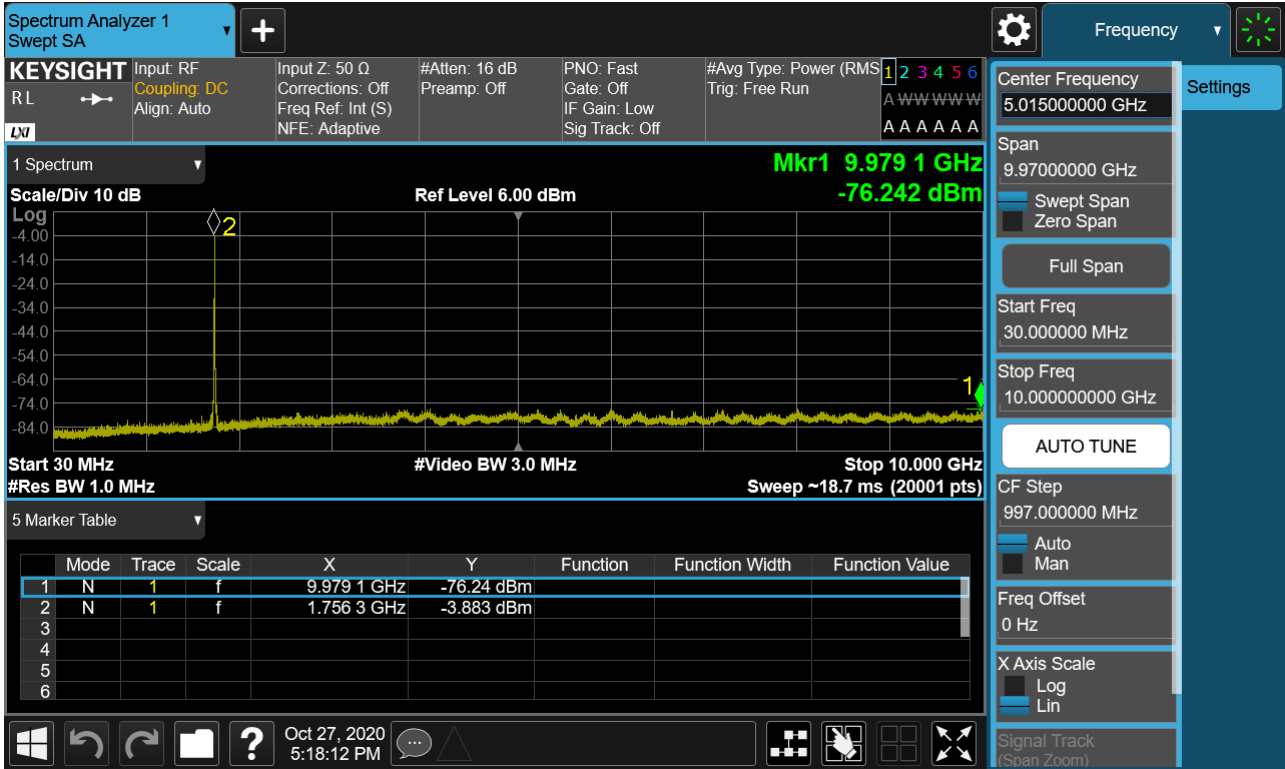 Spectrum Analyzer 1
Swept SA
Frequency
KEYSIGHT
R L
LXI
Input: RF
Coupling: DC
Align: Auto
Input Z: 50 Ω
Corrections: Off
Freq Ref: Int (S)
NFE: Adaptive
#Atten: 16 dB
Preamp: Off
PNO: Fast
Gate: Off
IF Gain: Low
Sig Track: Off
#Avg Type: Power (RMS
Trig: Free Run
1 2 3 4 5 6
A W W W W W
A A A A A A
1 Spectrum
Mkr1 9.979 1 GHz
-76.242 dBm
Scale/Div 10 dB
Ref Level 6.00 dBm
Log
2
-4.00
-14.0
-24.0
-34.0
-44.0
-54.0
-64.0
1
-74.0
-84.0
Start 30 MHz
#Video BW 3.0 MHz
Stop 10.000 GHz
#Res BW 1.0 MHz
Sweep ~18.7 ms (20001 pts)
5 Marker Table
Mode Trace Scale X Y Function Function Width Function Value
1 N 1 f 9.979 1 GHz -76.24 dBm
2 N 1 f 1.756 3 GHz -3.883 dBm
3
4
5
6
?
Oct 27, 2020
5:18:12 PM
Center Frequency
5.015000000 GHz
Span
9.97000000 GHz
Swept Span
Zero Span
Full Span
Start Freq
30.000000 MHz
Stop Freq
10.000000000 GHz
AUTO TUNE
CF Step
997.000000 MHz
Auto
Man
Freq Offset
0 Hz
X Axis Scale
Log
Lin
Signal Track
(Span Zoom)
Settings